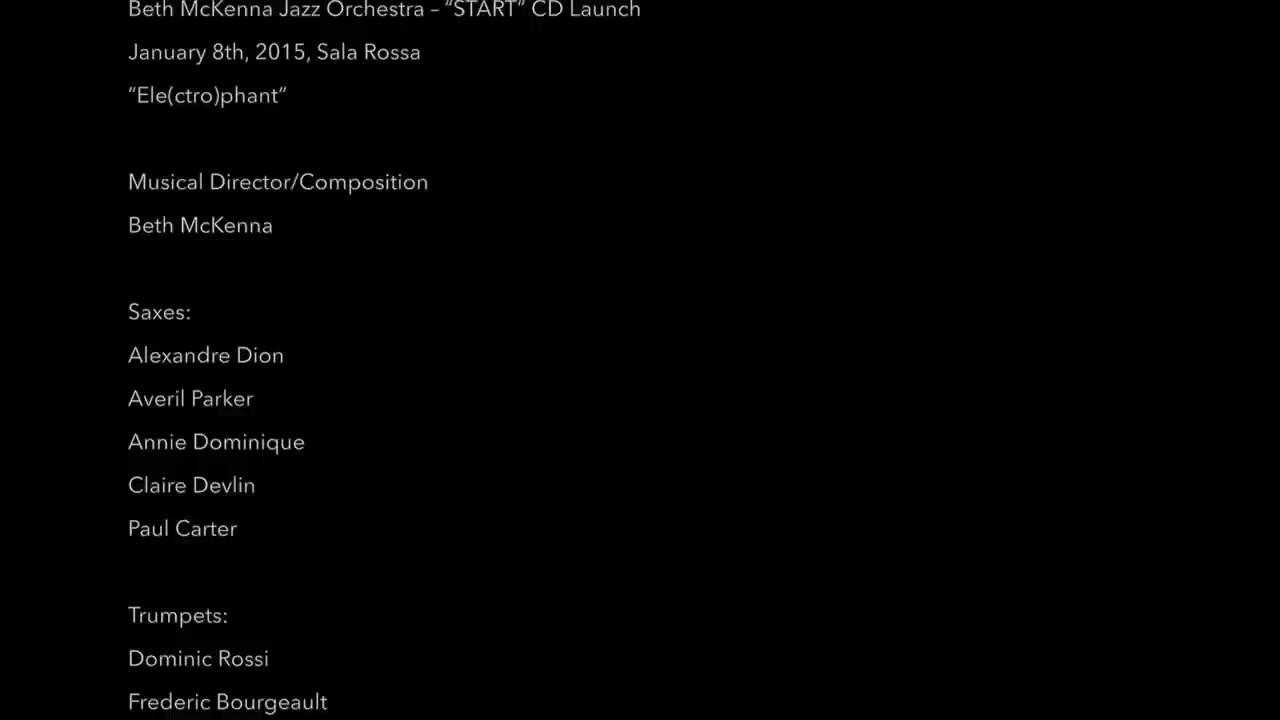 Beth McKenna Jazz Orchestra – “START” CD Launch
January 8th, 2015, Sala Rossa
“Ele(ctro)phant”
Musical Director/Composition
Beth McKenna
Saxes:
Alexandre Dion
Averil Parker
Annie Dominique
Claire Devlin
Paul Carter
Trumpets:
Dominic Rossi
Frederic Bourgeault